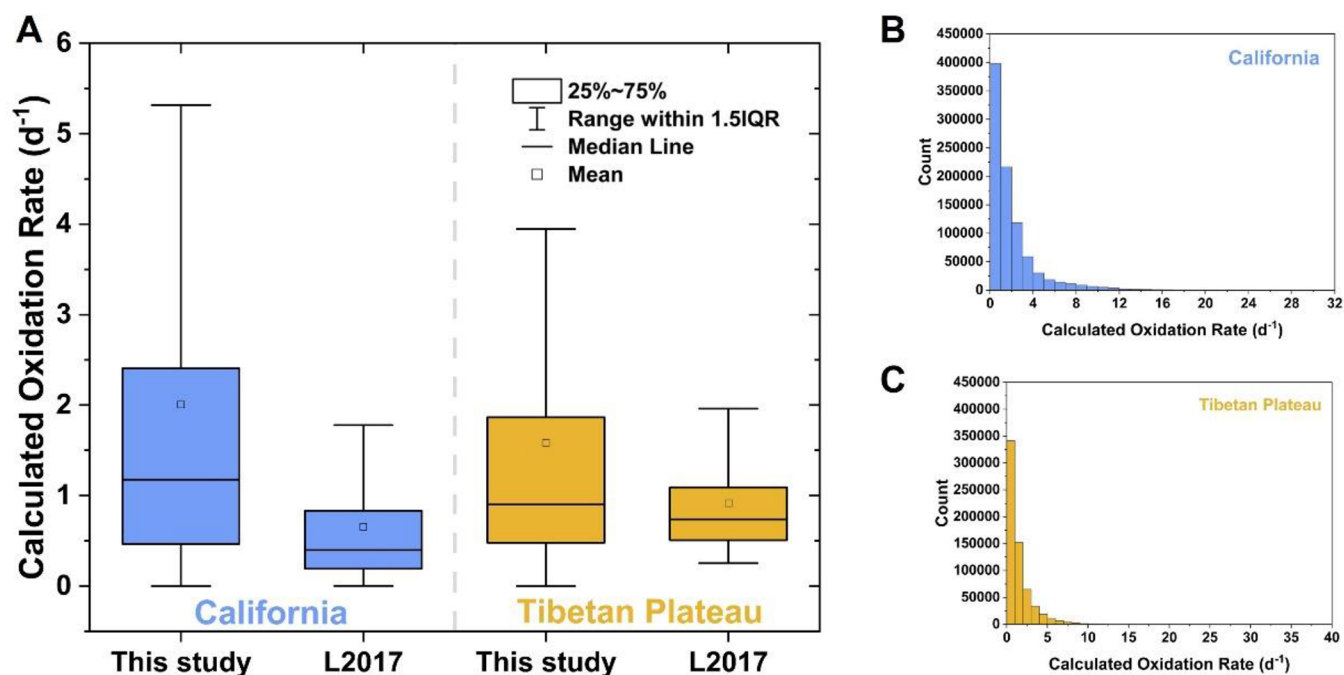 A
Calculated Oxidation Rate (d⁻¹)
6
5
4
3
2
1
0
25%~75%
Range within 1.5IQR
Median Line
Mean
California
Tibetan Plateau
This study
L2017
This study
L2017
B
California
Count
450000
400000
350000
300000
250000
200000
150000
100000
50000
0
0 4 8 12 16 20 24 28 32
Calculated Oxidation Rate (d⁻¹)
C
Tibetan Plateau
Count
450000
400000
350000
300000
250000
200000
150000
100000
50000
0
0 5 10 15 20 25 30 35 40
Calculated Oxidation Rate (d⁻¹)